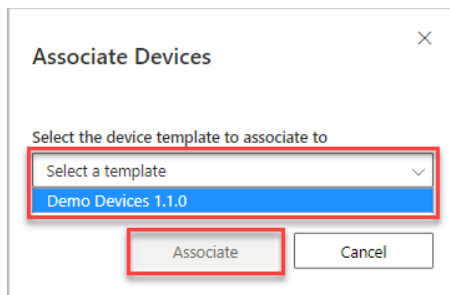 Associate Devices
Select the device template to associate to
Select a template
Demo Devices 1.1.0
Associate
Cancel